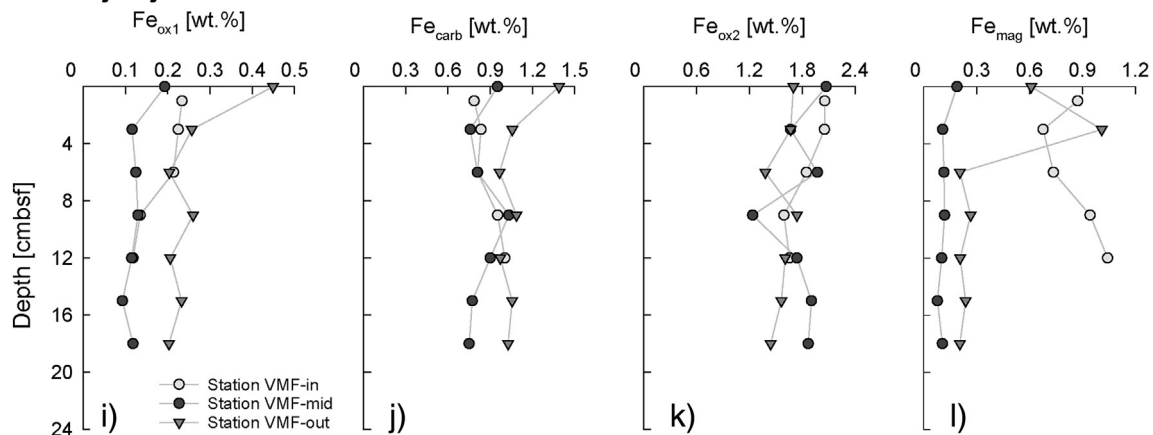 Fe_ox1 [wt.%] Fe_carb [wt.%] Fe_ox2 [wt.%] Fe_mag [wt.%]
0 0.1 0.2 0.3 0.4 0.5 0 0.3 0.6 0.9 1.2 1.5 0 0.6 1.2 1.8 2.4 0 0.3 0.6 0.9 1.2
Depth [cmbsf]
4
8
12
16
20
24
Station VMF-in
Station VMF-mid
Station VMF-out
i) j) k) l)